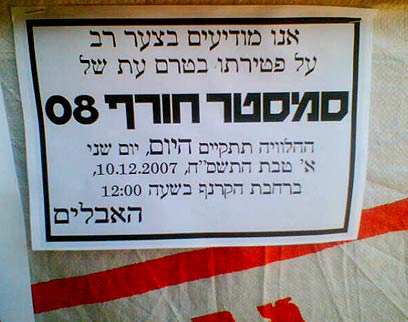 אנו מודיעים בצער רב
על פטירתו בטרם עת של
סמסטר חורף 08
ההלוויה תתקיים היום, יום שני
א' טבת התשס"ח, 10.12.2007,
ברחבת הקרנף בשעה 12:00
האבלים